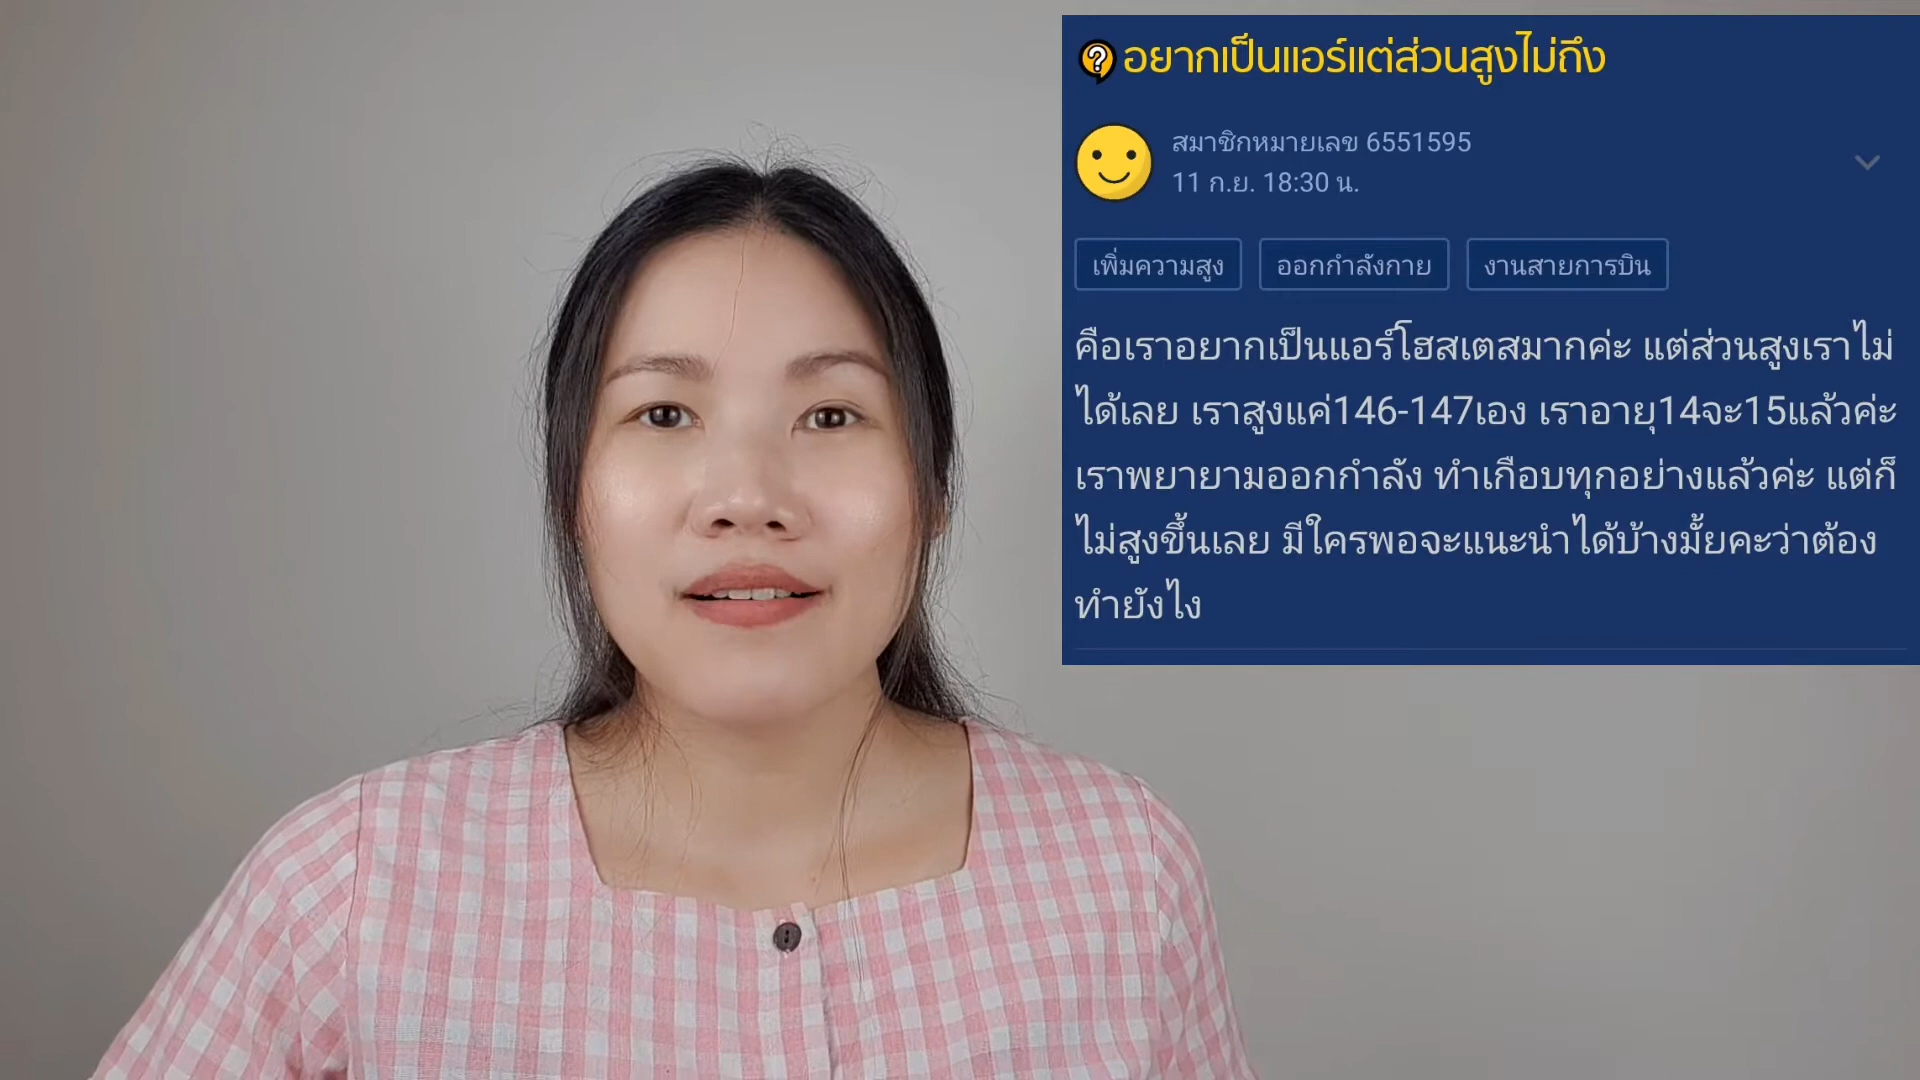 อยากเป็นแอร์แต่ส่วนสูงไม่ถึง
สมาชิกหมายเลข 6551595
11 ก.ย. 18:30 น.
เพิ่มความสูง ออกกำลังกาย งานสายการบิน
คือเราอยากเป็นแอร์โฮสเตสมากค่ะ แต่ส่วนสูงเราไม่
ได้เลย เราสูงแค่146-147เอง เราอายุ14จะ15แล้วค่ะ
เราพยายามออกกำลัง ทำเกือบทุกอย่างแล้วค่ะ แต่ก็
ไม่สูงขึ้นเลย มีใครพอจะแนะนำได้บ้างมั้ยคะว่าต้อง
ทำยังไง